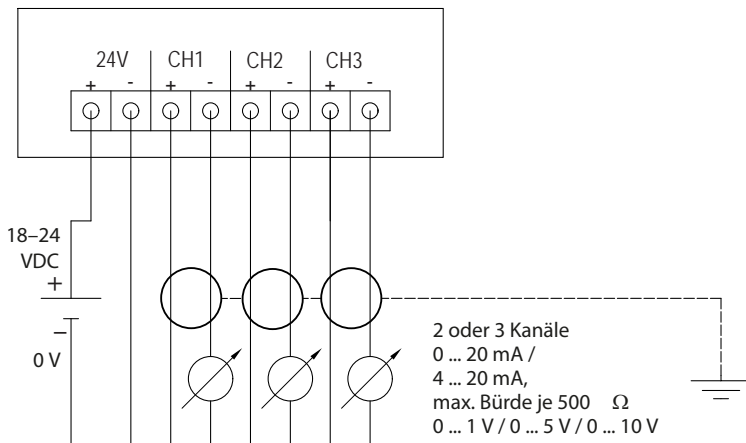 24V CH1 CH2 CH3
+ - + - + - + -
18–24
VDC
+
–
0 V
2 oder 3 Kanäle
0 ... 20 mA /
4 ... 20 mA,
max. Bürde je 500 Ω
0 ... 1 V / 0 ... 5 V / 0 ... 10 V